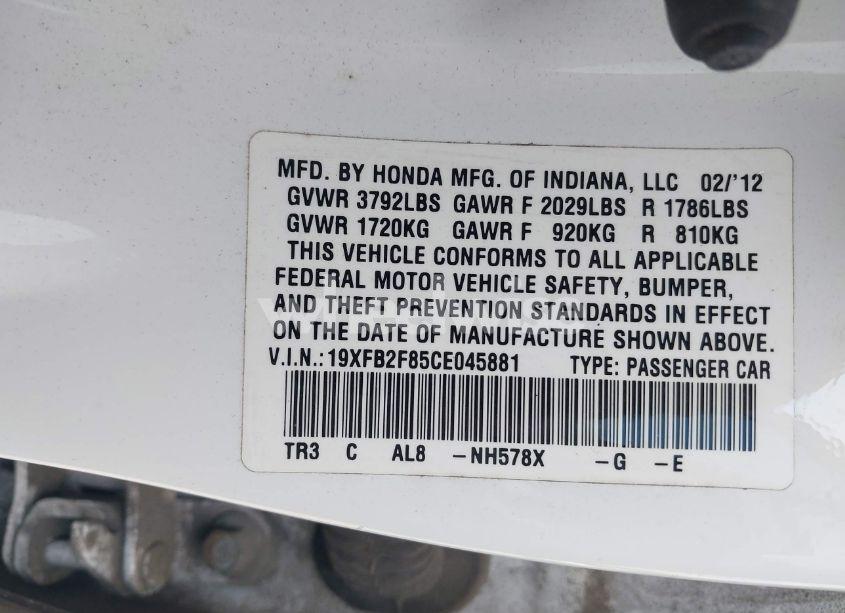 MFD. BY HONDA MFG. OF INDIANA, LLC 02/'12
GVWR 3792LBS GAWR F 2029LBS R 1786LBS
GVWR 1720KG GAWR F 920KG R 810KG
THIS VEHICLE CONFORMS TO ALL APPLICABLE
FEDERAL MOTOR VEHICLE SAFETY, BUMPER,
AND THEFT PREVENTION STANDARDS IN EFFECT
ON THE DATE OF MANUFACTURE SHOWN ABOVE.
V.I.N.:19XFB2F85CE045881 TYPE: PASSENGER CAR
TR3 C AL8 -NH578X -G -E